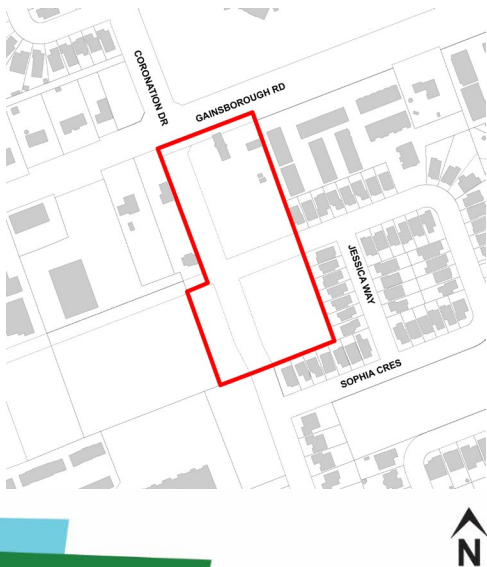 CORONATION DR
GAINSBOROUGH RD
JESSICA WAY
SOPHIA CRES
N